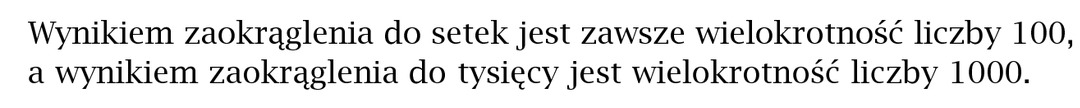 Wynikiem zaokrąglenia do setek jest zawsze wielokrotność liczby 100,
a wynikiem zaokrąglenia do tysięcy jest wielokrotność liczby 1000.